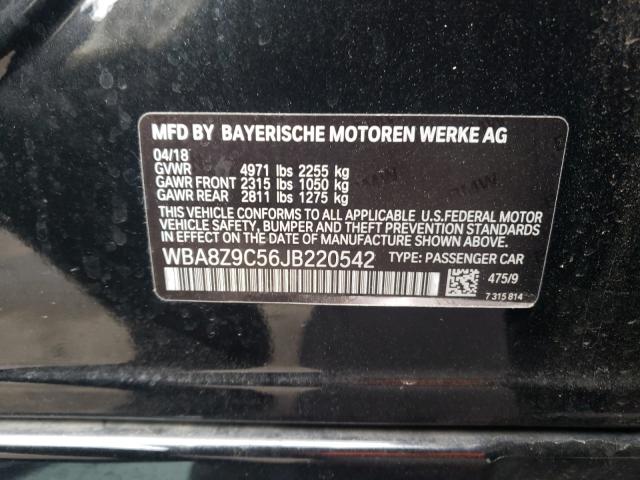 MFD BY BAYERISCHE MOTOREN WERKE AG
04/18
GVWR 4971 lbs 2255 kg
GAWR FRONT 2315 lbs 1050 kg
GAWR REAR 2811 lbs 1275 kg
THIS VEHICLE CONFORMS TO ALL APPLICABLE U.S.FEDERAL MOTOR
VEHICLE SAFETY, BUMPER AND THEFT PREVENTION STANDARDS
IN EFFECT ON THE DATE OF MANUFACTURE SHOWN ABOVE.
WBA8Z9C56JB220542 TYPE: PASSENGER CAR
475/9
7 315 814